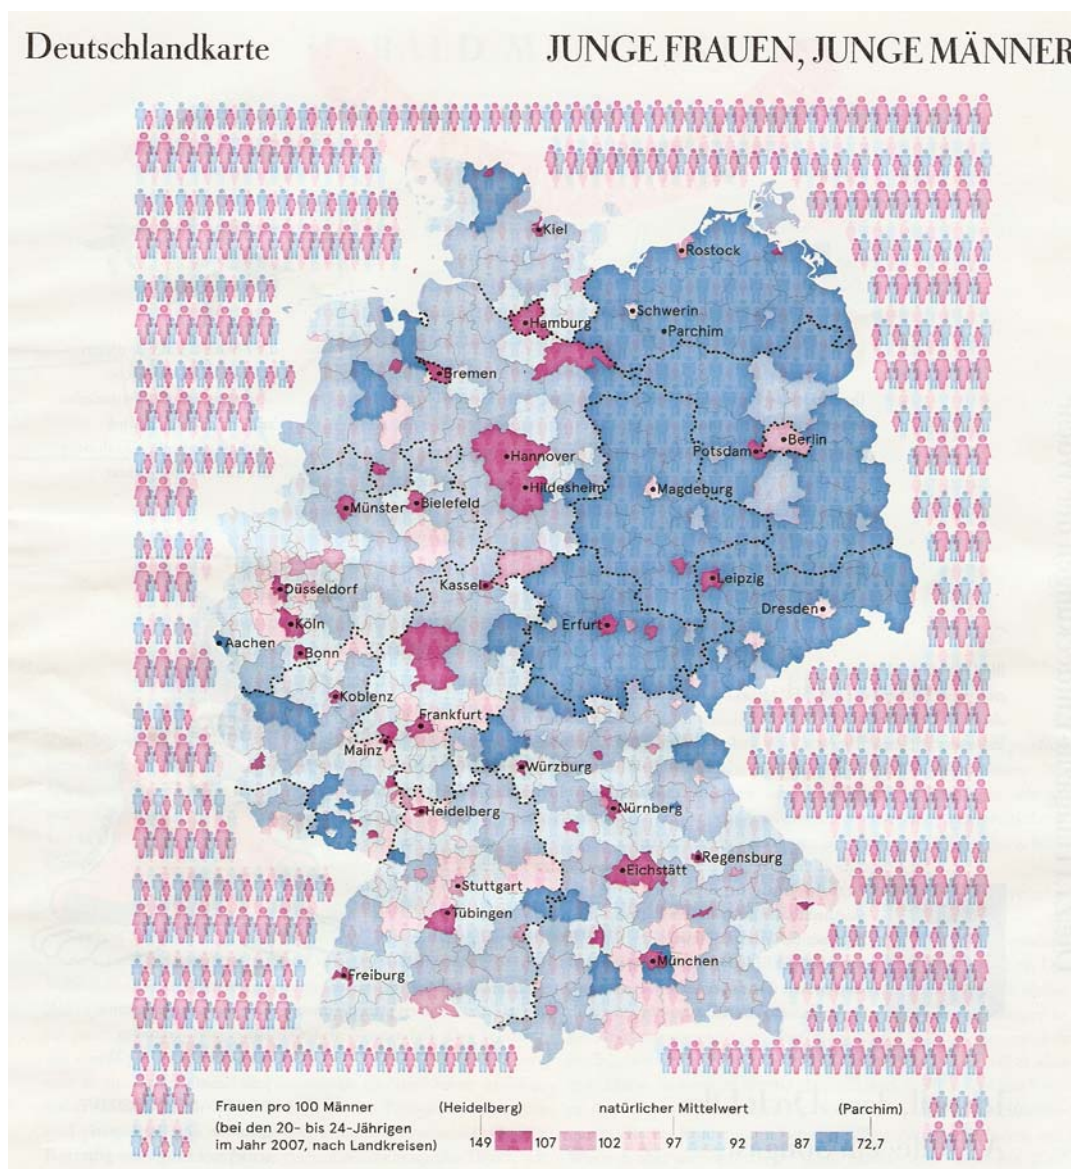 Deutschlandkarte
JUNGE FRAUEN, JUNGE MÄNNER
Kiel
Rostock
Schwerin
Hamburg
Parchim
Bremen
Berlin
Potsdam
Hannover
Hildesheim
Magdeburg
Münster
Bielefeld
Leipzig
Düsseldorf
Kassel
Dresden
Köln
Erfurt
Aachen
Bonn
Koblenz
Frankfurt
Mainz
Würzburg
Heidelberg
Nürnberg
Regensburg
Eichstätt
Stuttgart
Tübingen
München
Freiburg
Frauen pro 100 Männer
(bei den 20- bis 24-Jährigen
im Jahr 2007, nach Landkreisen)
(Heidelberg)
natürlicher Mittelwert
(Parchim)
149 107 102 97 92 87 72,7